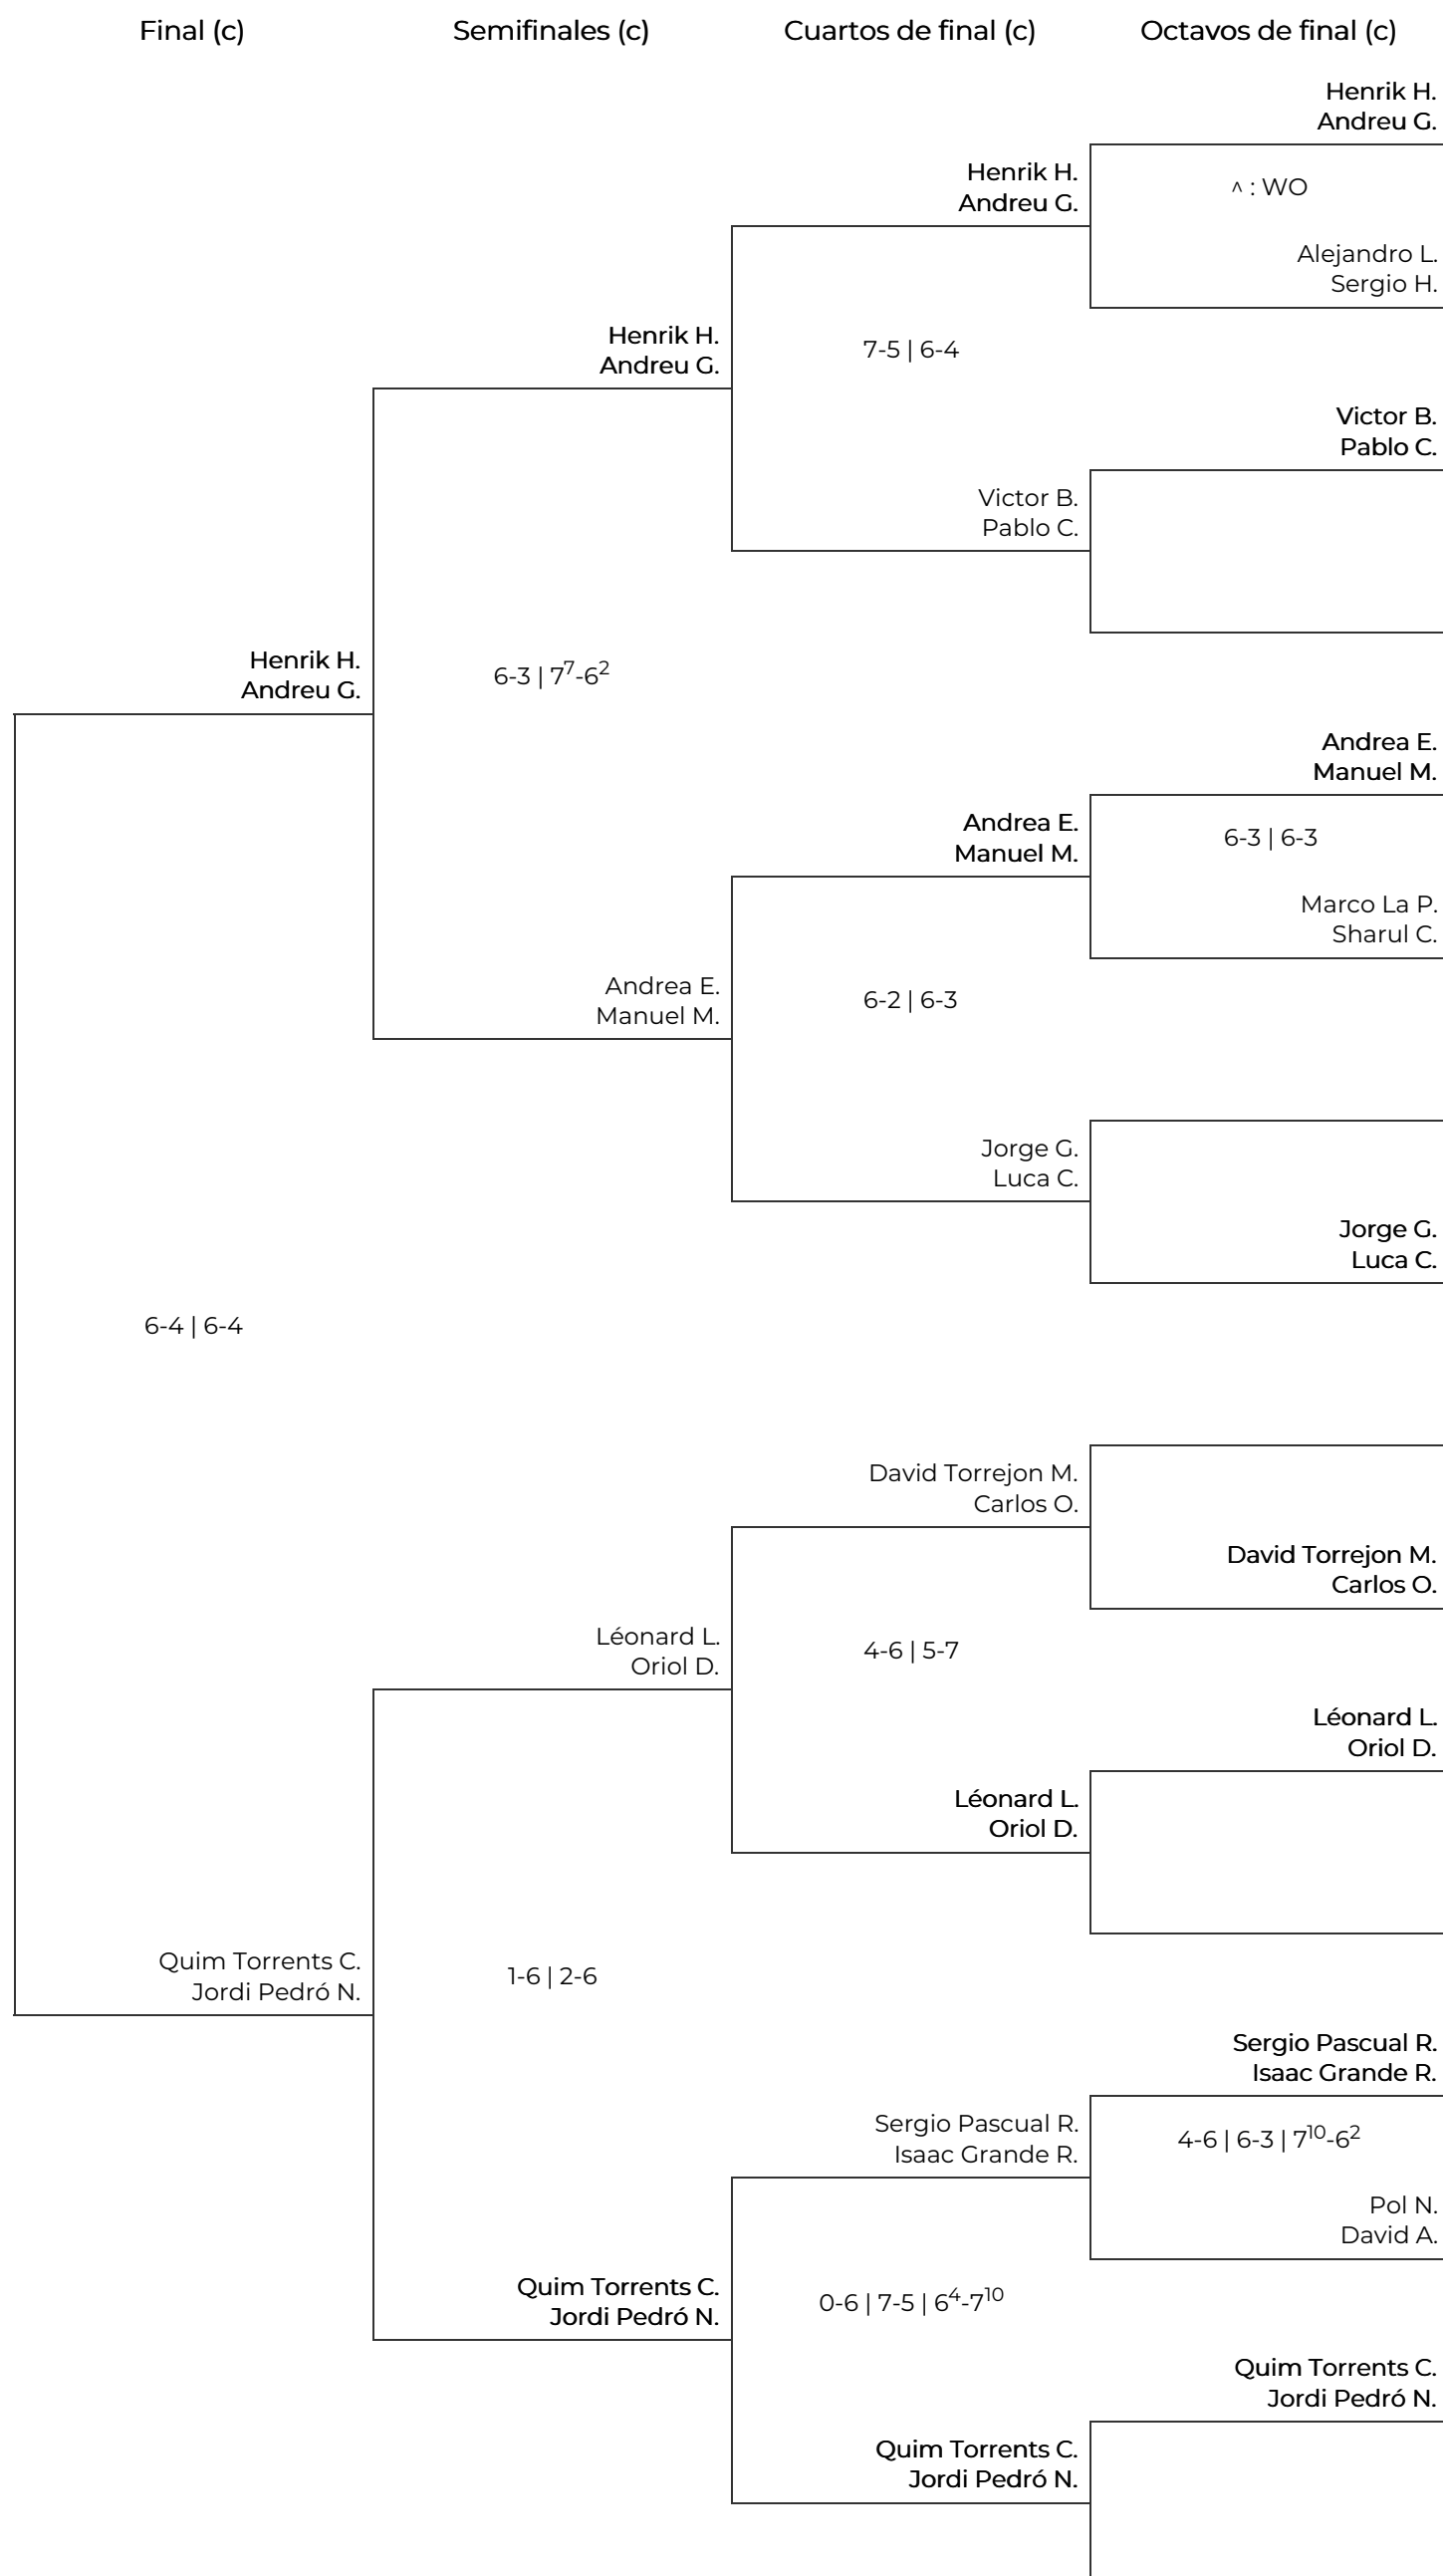 Final (c)
Semifinales (c)
Cuartos de final (c)
Octavos de final (c)
Henrik H.
Andreu G.
Henrik H.
Andreu G.
^ : WO
Alejandro L.
Sergio H.
Henrik H.
Andreu G.
7-5 | 6-4
Victor B.
Pablo C.
Victor B.
Pablo C.
Henrik H.
Andreu G.
6-3 | 7⁷-6²
Andrea E.
Manuel M.
Andrea E.
Manuel M.
6-3 | 6-3
Marco La P.
Sharul C.
Andrea E.
Manuel M.
6-2 | 6-3
Jorge G.
Luca C.
Jorge G.
Luca C.
6-4 | 6-4
David Torrejon M.
Carlos O.
David Torrejon M.
Carlos O.
Léonard L.
Oriol D.
4-6 | 5-7
Léonard L.
Oriol D.
Léonard L.
Oriol D.
Quim Torrents C.
Jordi Pedró N.
1-6 | 2-6
Sergio Pascual R.
Isaac Grande R.
Sergio Pascual R.
Isaac Grande R.
4-6 | 6-3 | 7¹⁰-6²
Pol N.
David A.
Quim Torrents C.
Jordi Pedró N.
0-6 | 7-5 | 6⁴-7¹⁰
Quim Torrents C.
Jordi Pedró N.
Quim Torrents C.
Jordi Pedró N.